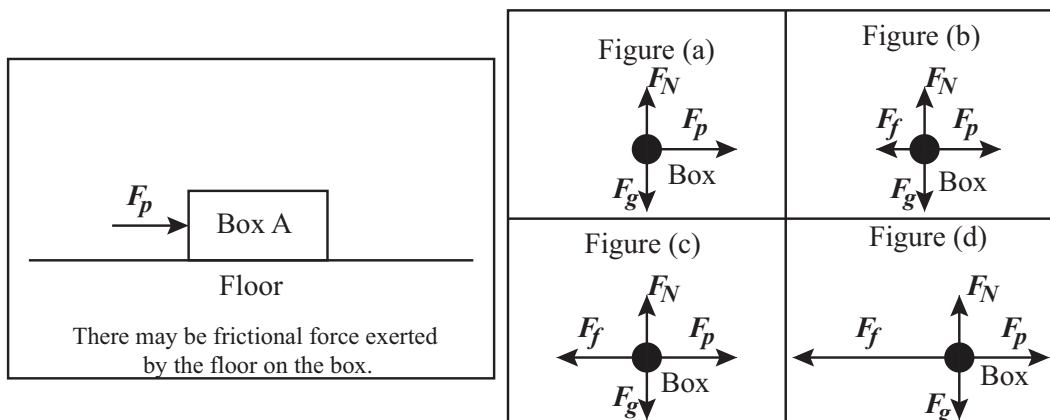 F_p
Box A
Floor
There may be frictional force exerted
by the floor on the box.
Figure (a)
F_N
F_p
Box
F_g
Figure (b)
F_N
F_f F_p
Box
F_g
Figure (c)
F_N
F_f F_p
Box
F_g
Figure (d)
F_N
F_f F_p
Box
F_g